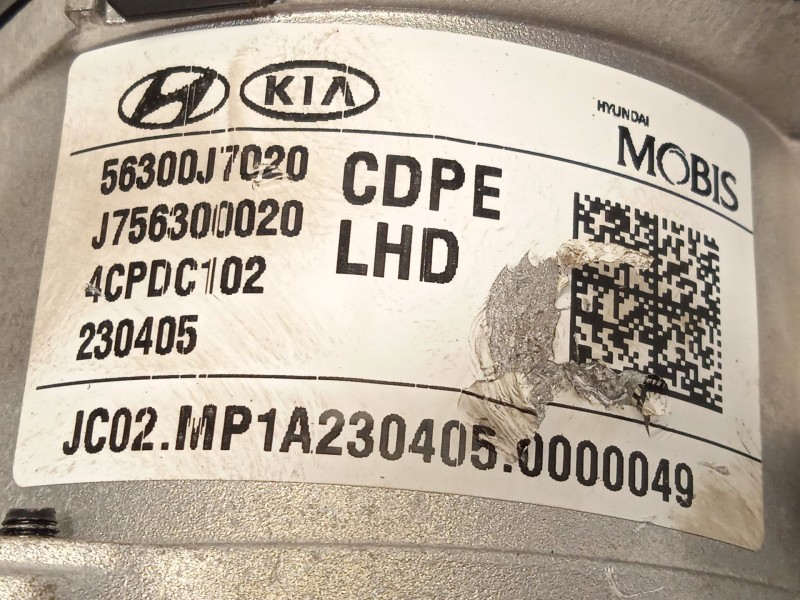 KIA
HYUNDAI
MOBIS
56300J7020
CDPE
J756300020
LHD
4CPDC102
230405
JC02.MP1A230405.0000049